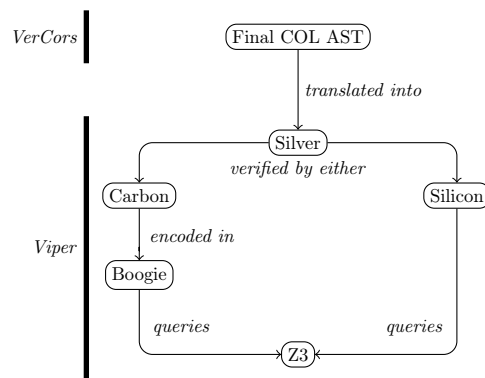 VerCors
Final COL AST
translated into
Silver
verified by either
Carbon
Silicon
encoded in
Viper
Boogie
queries
queries
Z3